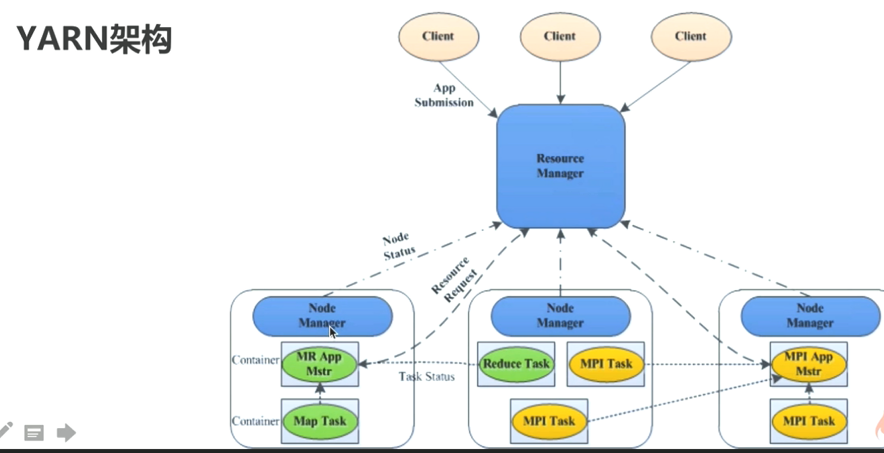 YARN架构
Client
Client
Client
App
Submission
Resource
Manager
Node
Status
Resource
Request
Node
Manager
Node
Manager
Node
Manager
Container
MR App
Mstr
Task Status
Reduce Task
MPI Task
MPI App
Mstr
Container
Map Task
MPI Task
MPI Task